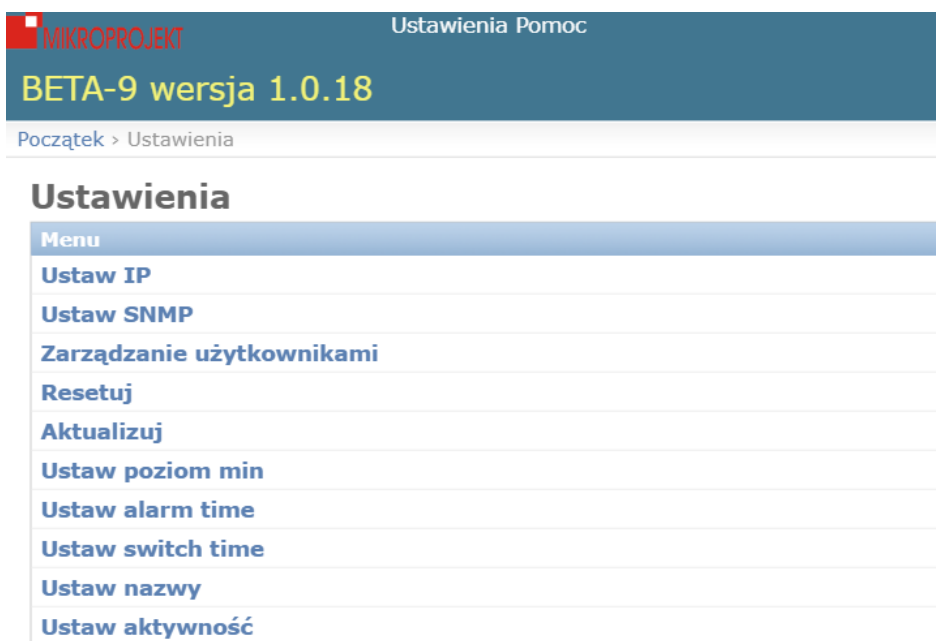 MIKROPROJEKT
Ustawienia Pomoc
BETA-9 wersja 1.0.18
Początek › Ustawienia
Ustawienia
Menu
Ustaw IP
Ustaw SNMP
Zarządzanie użytkownikami
Resetuj
Aktualizuj
Ustaw poziom min
Ustaw alarm time
Ustaw switch time
Ustaw nazwy
Ustaw aktywność